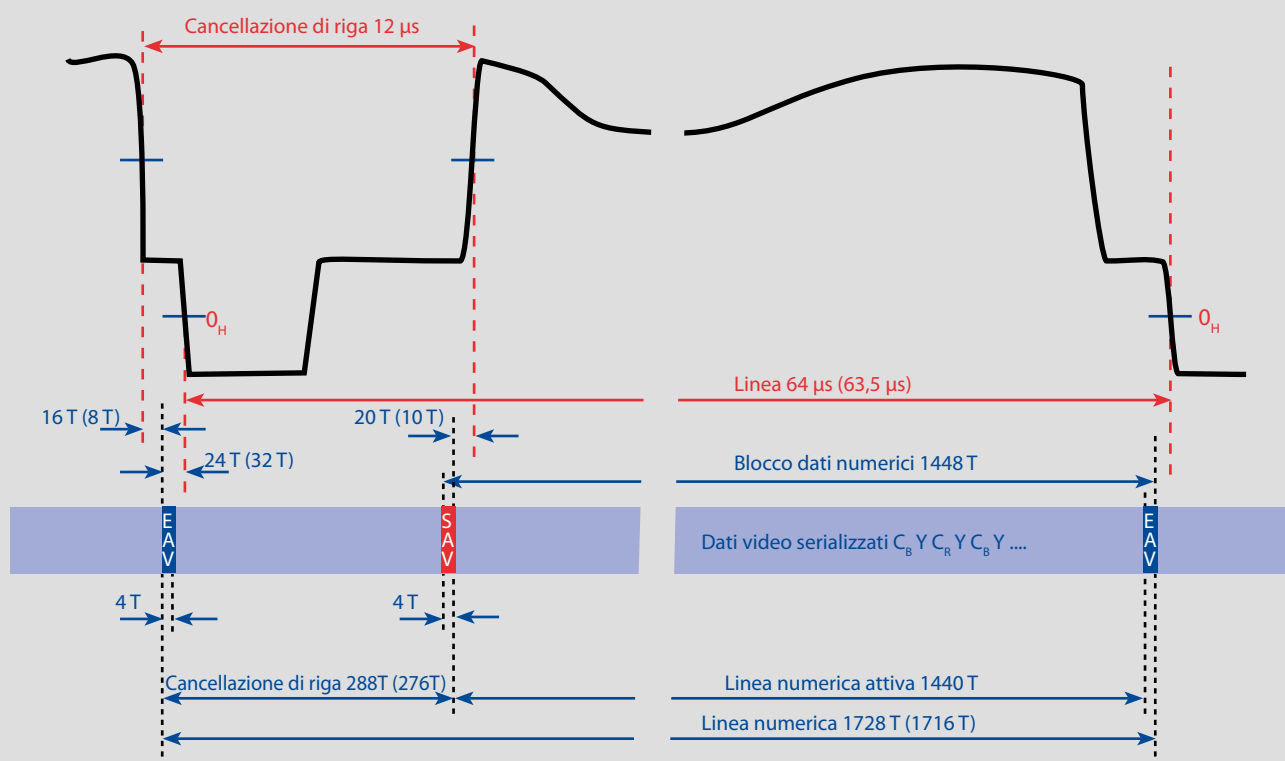 Cancellazione di riga 12 µs
0H
0H
Linea 64 µs (63,5 µs)
16 T (8 T)
20 T (10 T)
24 T (32 T)
Blocco dati numerici 1448 T
EAV
SAV
Dati video serializzati CB Y CR Y CB Y ....
EAV
4 T
4 T
Cancellazione di riga 288T (276T)
Linea numerica attiva 1440 T
Linea numerica 1728 T (1716 T)